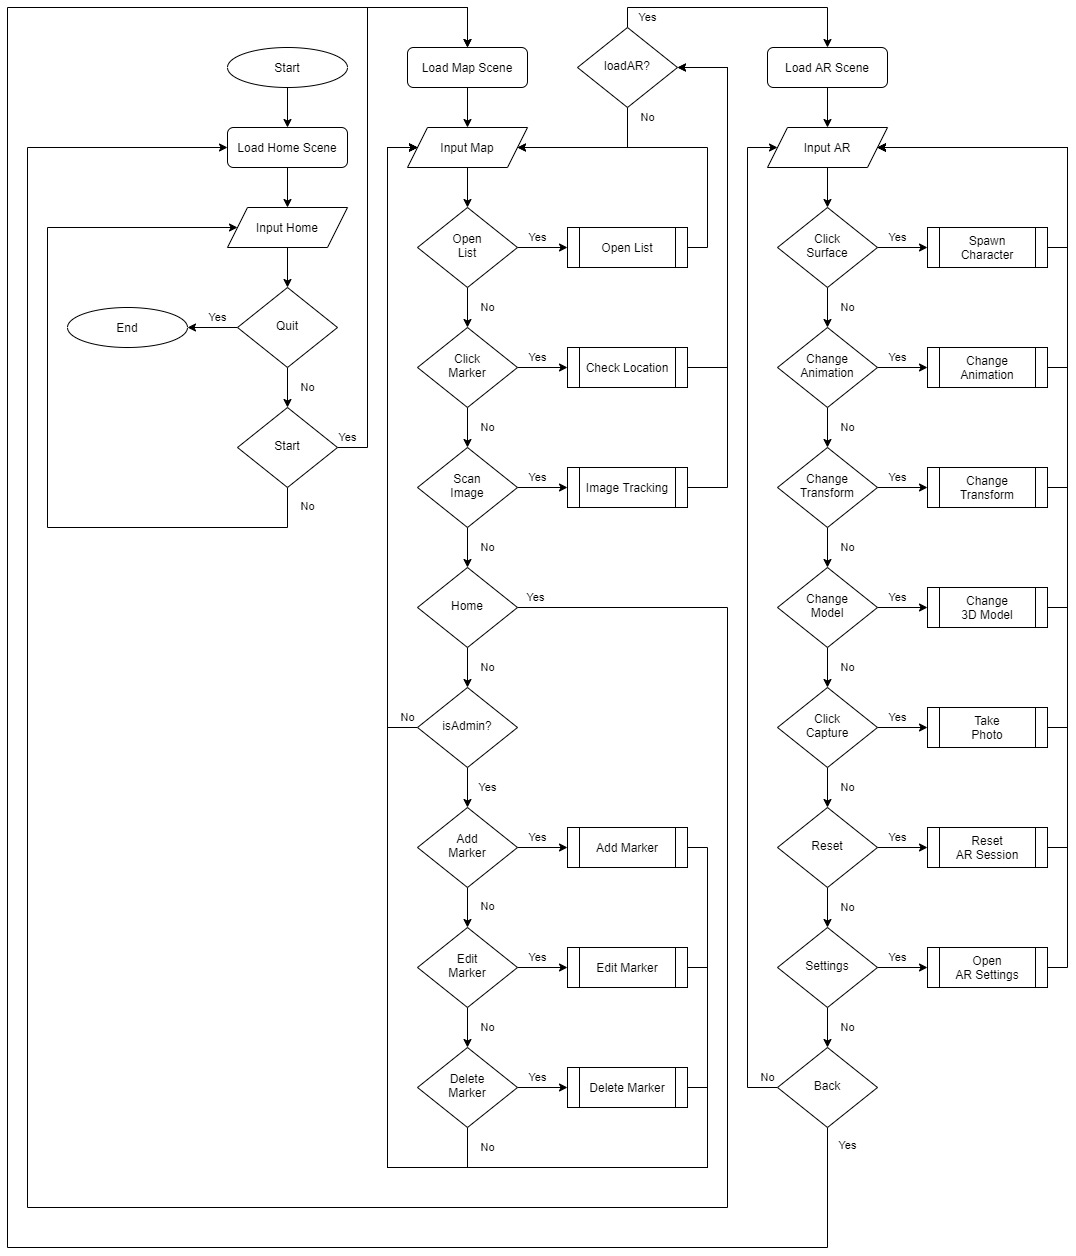 Start
Load Home Scene
Input Home
Quit
Yes
End
No
Start
Yes
No
Load Map Scene
Input Map
Open
List
Yes
Open List
No
Click
Marker
Yes
Check Location
No
Scan
Image
Yes
Image Tracking
No
Home
Yes
No
isAdmin?
No
Yes
Add
Marker
Yes
Add Marker
No
Edit
Marker
Yes
Edit Marker
No
Delete
Marker
Yes
Delete Marker
No
loadAR?
Yes
No
Load AR Scene
Input AR
Click
Surface
Yes
Spawn
Character
No
Change
Animation
Yes
Change
Animation
No
Change
Transform
Yes
Change
Transform
No
Change
Model
Yes
Change
3D Model
No
Click
Capture
Yes
Take
Photo
No
Reset
Yes
Reset
AR Session
No
Settings
Yes
Open
AR Settings
No
Back
No
Yes